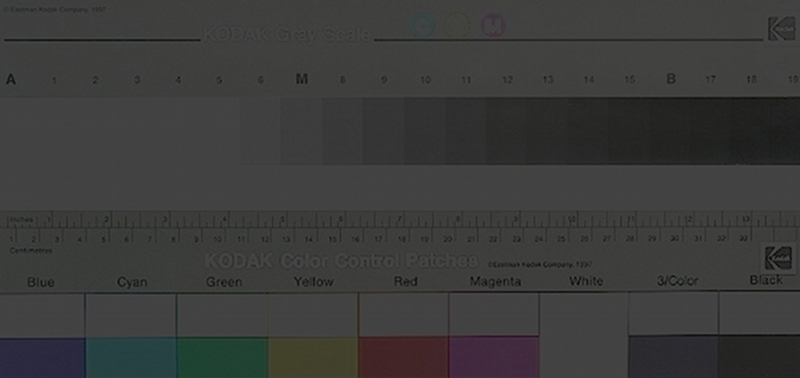 © Eastman Kodak Company, 1997
KODAK Gray Scale C Y M Kodak
A 1 2 3 4 5 6 M 8 9 10 11 12 13 14 15 B 17 18 19
Inches 1 2 3 4 5 6 7 8 9 10 11 12 13
1 2 3 4 5 6 7 8 9 10 11 12 13 14 15 16 17 18 19 20 21 22 23 24 25 26 27 28 29 30 31 32 33
Centimetres
KODAK Color Control Patches © Eastman Kodak Company, 1997 Kodak
Blue Cyan Green Yellow Red Magenta White 3/Color Black